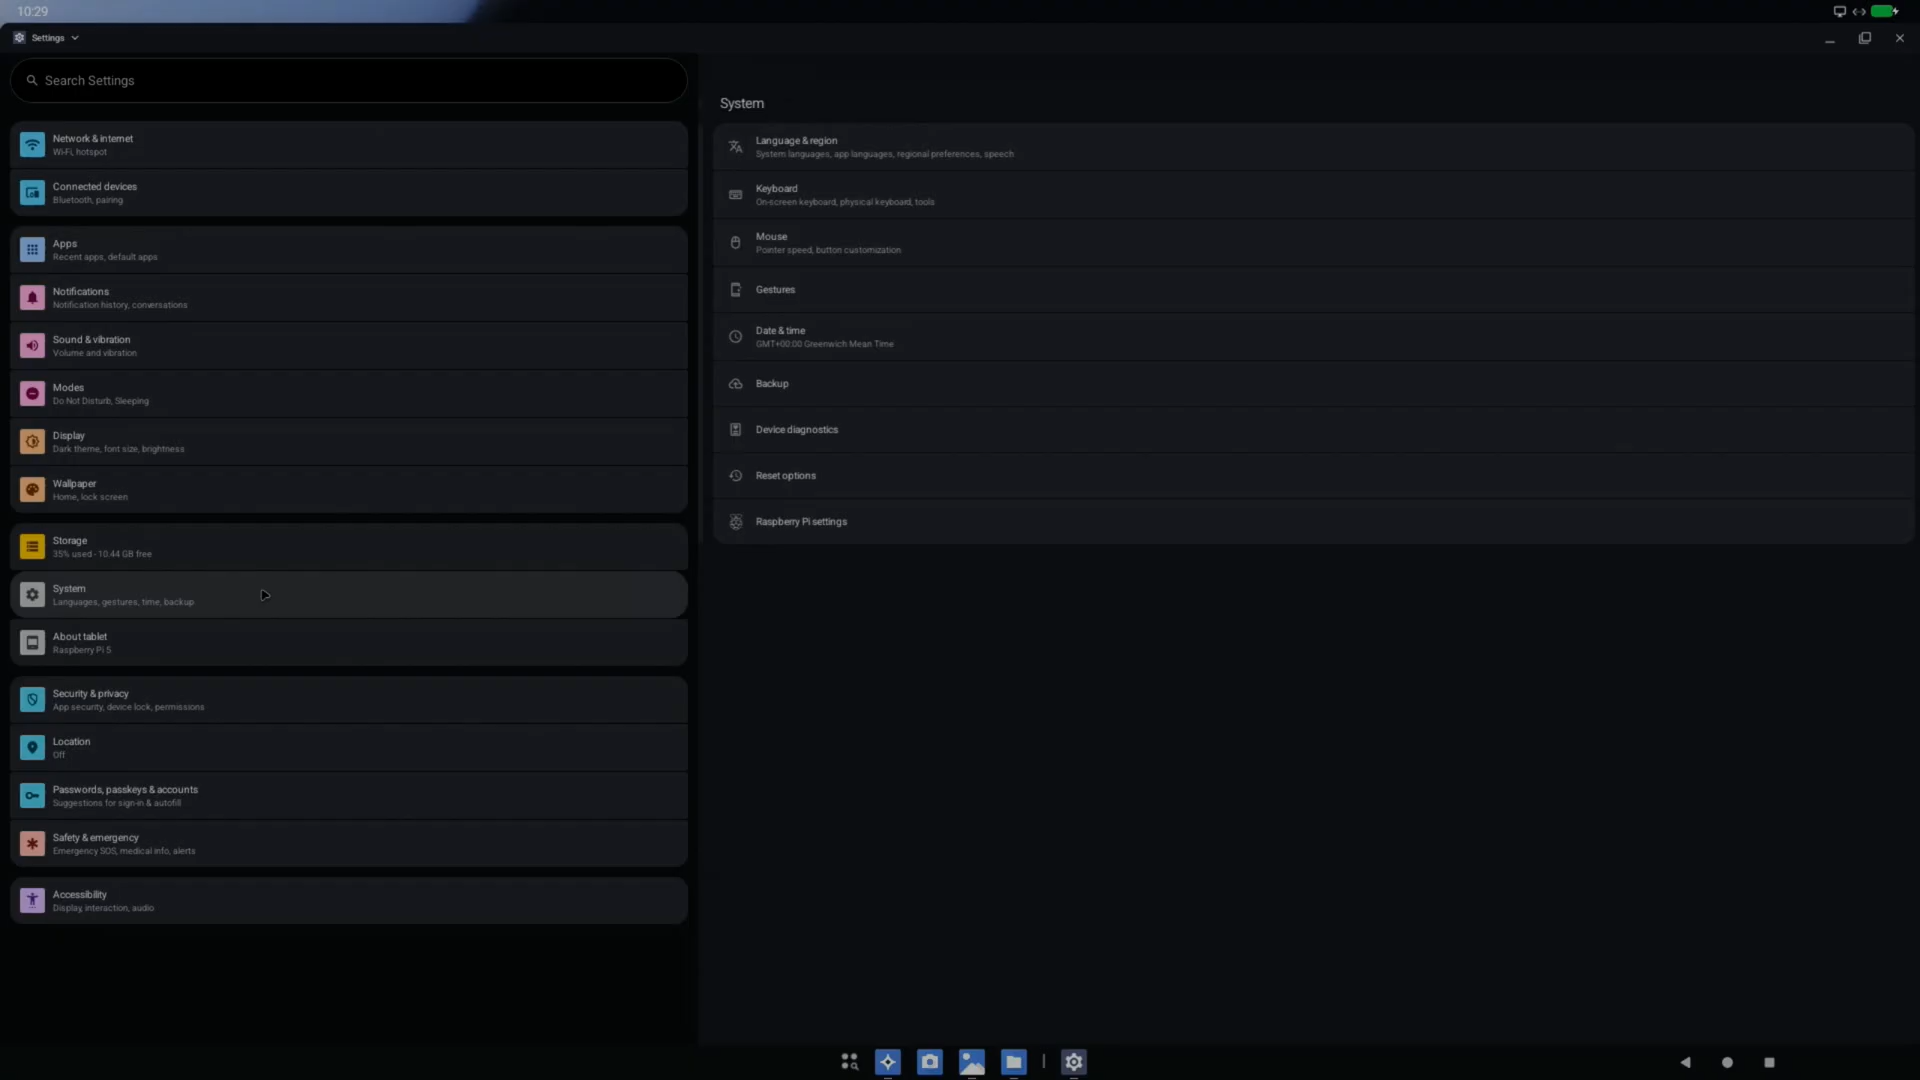 10:29
Settings
Search Settings
Network & internet
Wi-Fi, hotspot
Connected devices
Bluetooth, pairing
Apps
Recent apps, default apps
Notifications
Notification history, conversations
Sound & vibration
Volume and vibration
Modes
Do Not Disturb, Sleeping
Display
Dark theme, font size, brightness
Wallpaper
Home, lock screen
Storage
35% used - 10.44 GB free
System
Languages, gestures, time, backup
About tablet
Raspberry Pi 5
Security & privacy
App security, device lock, permissions
Location
Off
Passwords, passkeys & accounts
Suggestions for sign-in & autofill
Safety & emergency
Emergency SOS, medical info, alerts
Accessibility
Display, interaction, audio
System
Language & region
System languages, app languages, regional preferences, speech
Keyboard
On-screen keyboard, physical keyboard, tools
Mouse
Pointer speed, button customization
Gestures
Date & time
GMT+00:00 Greenwich Mean Time
Backup
Device diagnostics
Reset options
Raspberry Pi settings